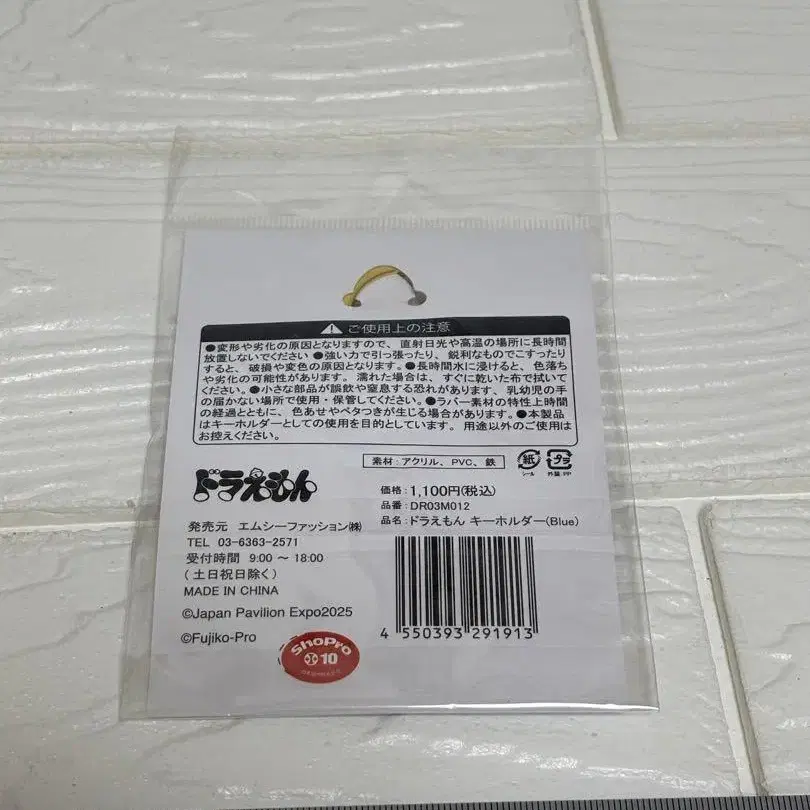 ご使用上の注意
●変形や劣化の原因となりますので、直射日光や高温の場所に長時間
放置しないでください ●強い力で引っ張ったり、鋭利なものでこすったり
すると、破損や変色の原因となります。●長時間水に浸けると、色落ち
や劣化の可能性があります。濡れた場合は、すぐに乾いた布で拭いて
ください。●小さな部品が誤飲や窒息する恐れがあります、乳幼児の手
の届かない場所で使用・保管してください。●ラバー素材の特性上時間
の経過とともに、色あせやベタつきが生じる場合があります。●本製品
はキーホルダーとしての使用を目的としています。用途以外のご使用は
お控えください。
素材：アクリル、PVC、鉄
紙
シール
プラ
外装:PP
ドラえもん
価格：1,100円(税込)
品番：DR03M012
品名：ドラえもん キーホルダー(Blue)
発売元 エムシーファッション㈱
TEL 03-6363-2571
受付時間 9:00 ～ 18:00
（土日祝日除く）
MADE IN CHINA
©Japan Pavilion Expo2025
©Fujiko-Pro
ShoPro
10
4 550393 291913